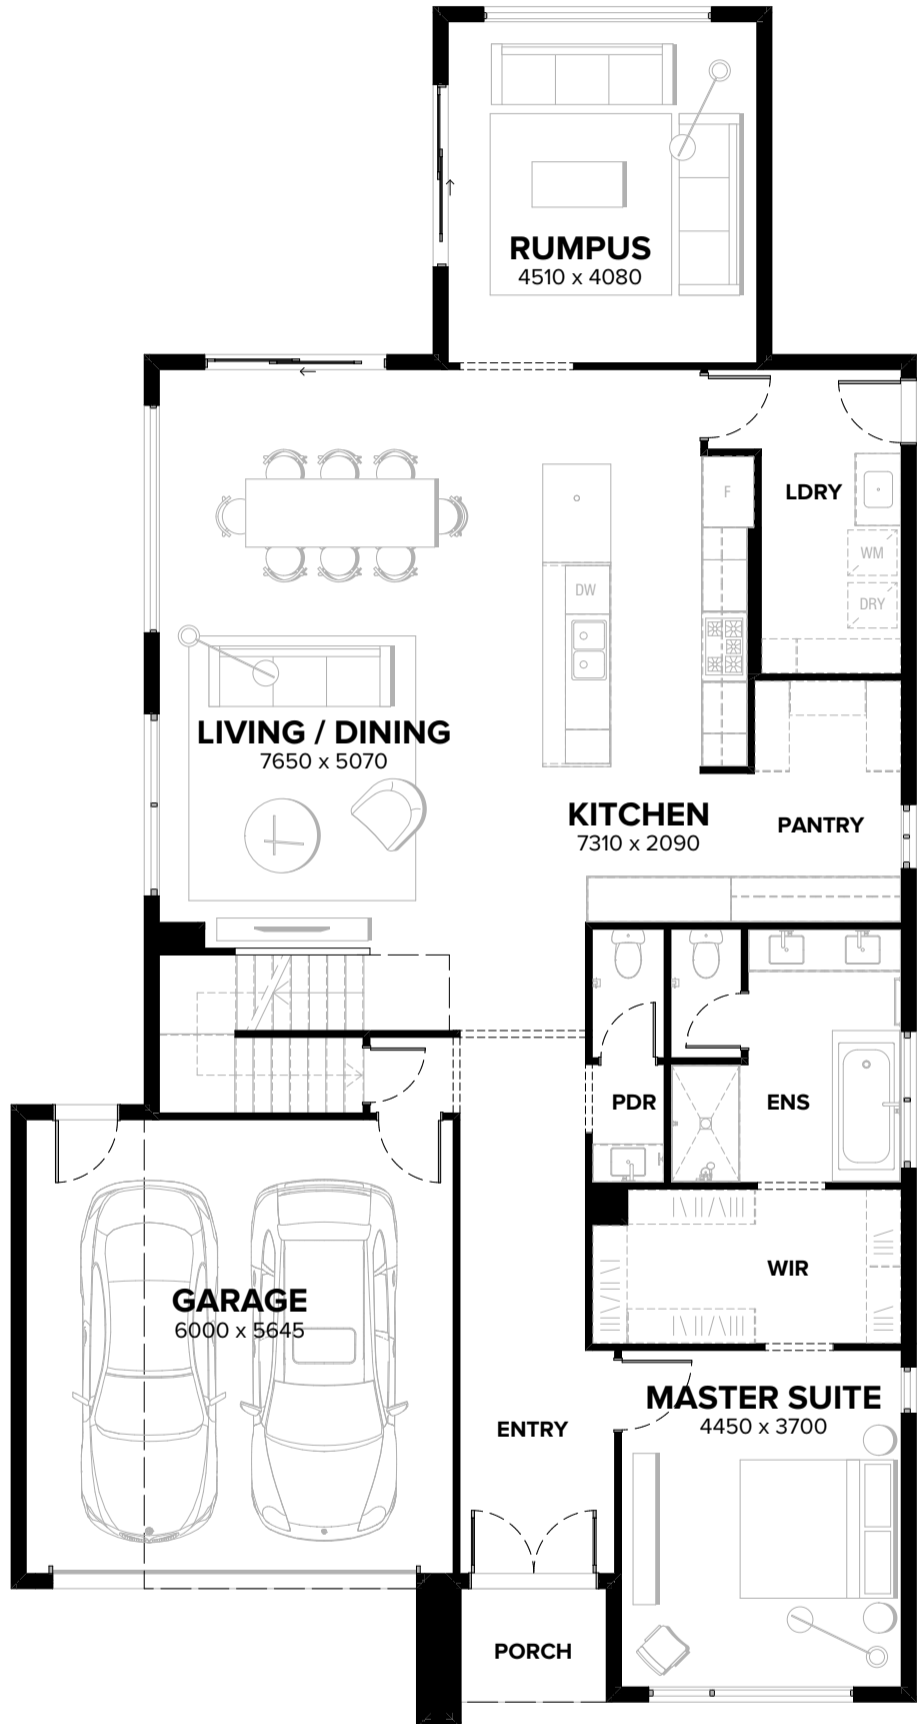 RUMPUS
4510 x 4080
F
LDRY
WM
DW
DRY
LIVING / DINING
7650 x 5070
KITCHEN
7310 x 2090
PANTRY
PDR
ENS
WIR
GARAGE
6000 x 5645
MASTER SUITE
4450 x 3700
ENTRY
PORCH